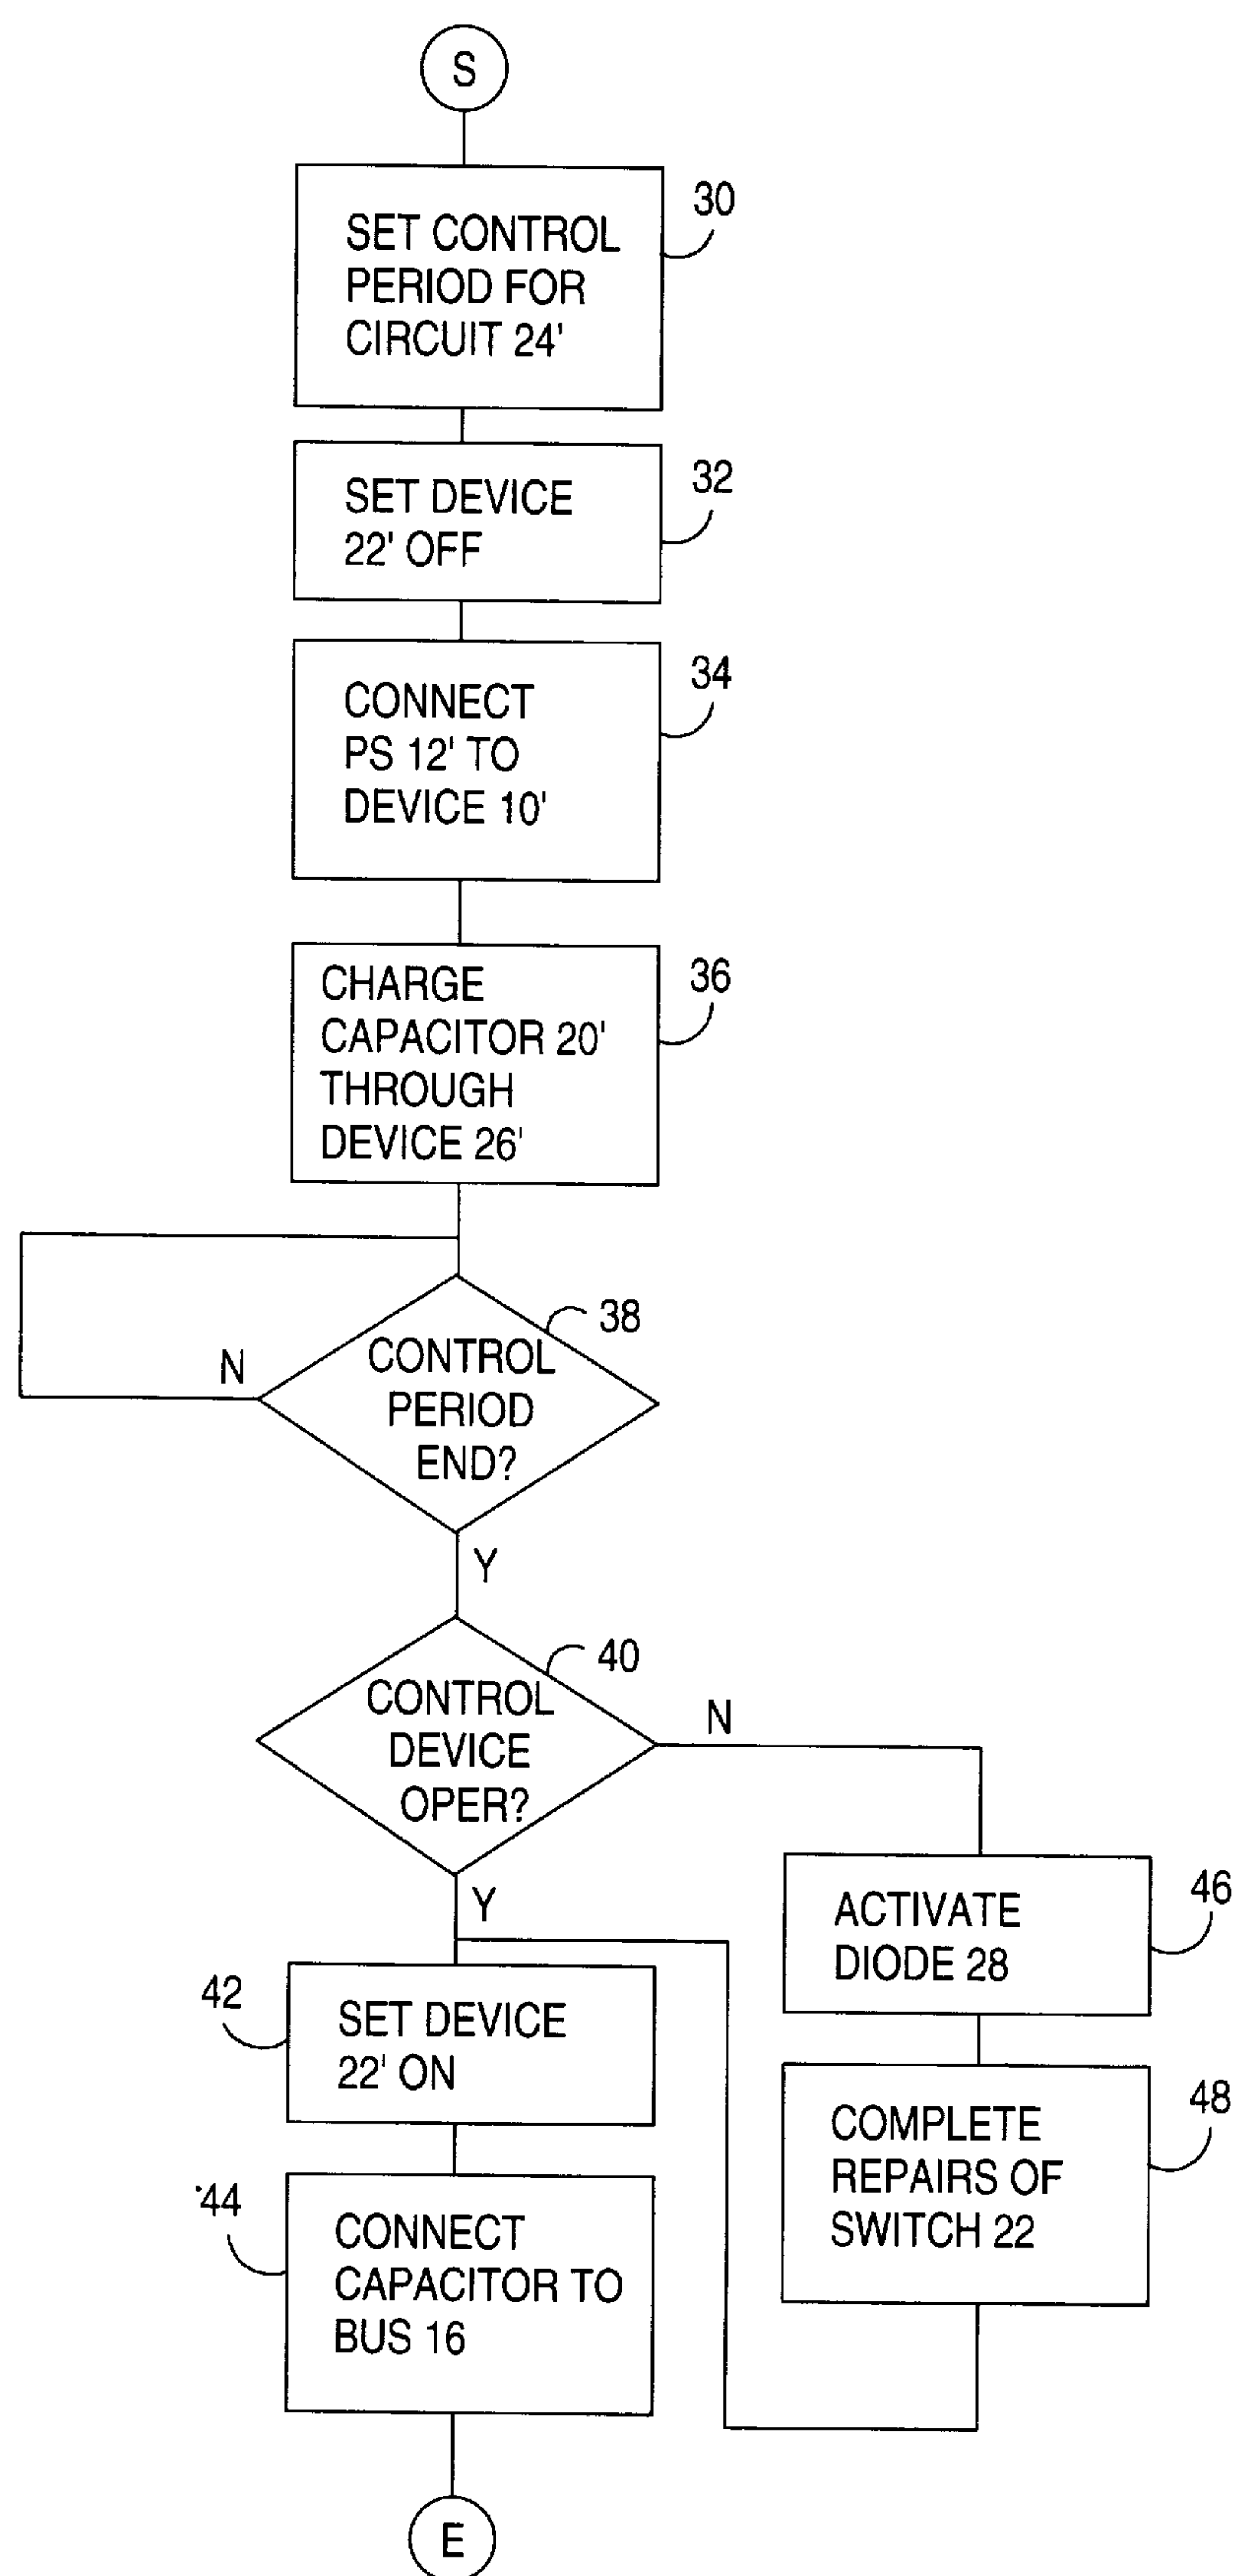 S
30
SET CONTROL
PERIOD FOR
CIRCUIT 24'
32
SET DEVICE
22' OFF
34
CONNECT
PS 12' TO
DEVICE 10'
36
CHARGE
CAPACITOR 20'
THROUGH
DEVICE 26'
38
N
CONTROL
PERIOD
END?
Y
40
N
CONTROL
DEVICE
OPER?
Y
46
ACTIVATE
DIODE 28
42
SET DEVICE
22' ON
48
COMPLETE
REPAIRS OF
SWITCH 22
44
CONNECT
CAPACITOR TO
BUS 16
E